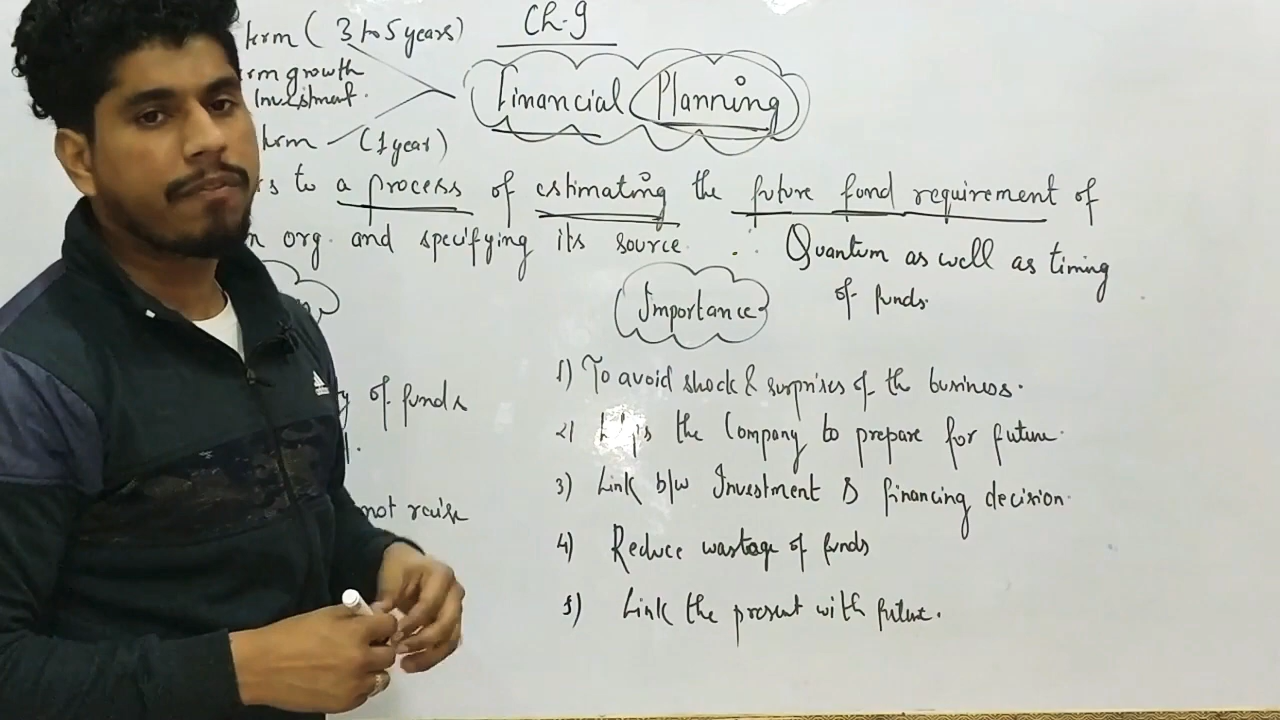 Ch-9
term (3 to 5 years)
Financial Planning
rm growth
Investment.
term - (1 year)
s to a process of estimating the future fund requirement of
n org. and specifying its source. ∴ Quantum as well as timing
of funds.
Importance
1) To avoid shock & surprises of th business.
y of funds
2) the Company to prepare for future.
3) Link b/w Investment & financing decision.
not raise
4) Reduce wastage of funds
5) Link the present with future.